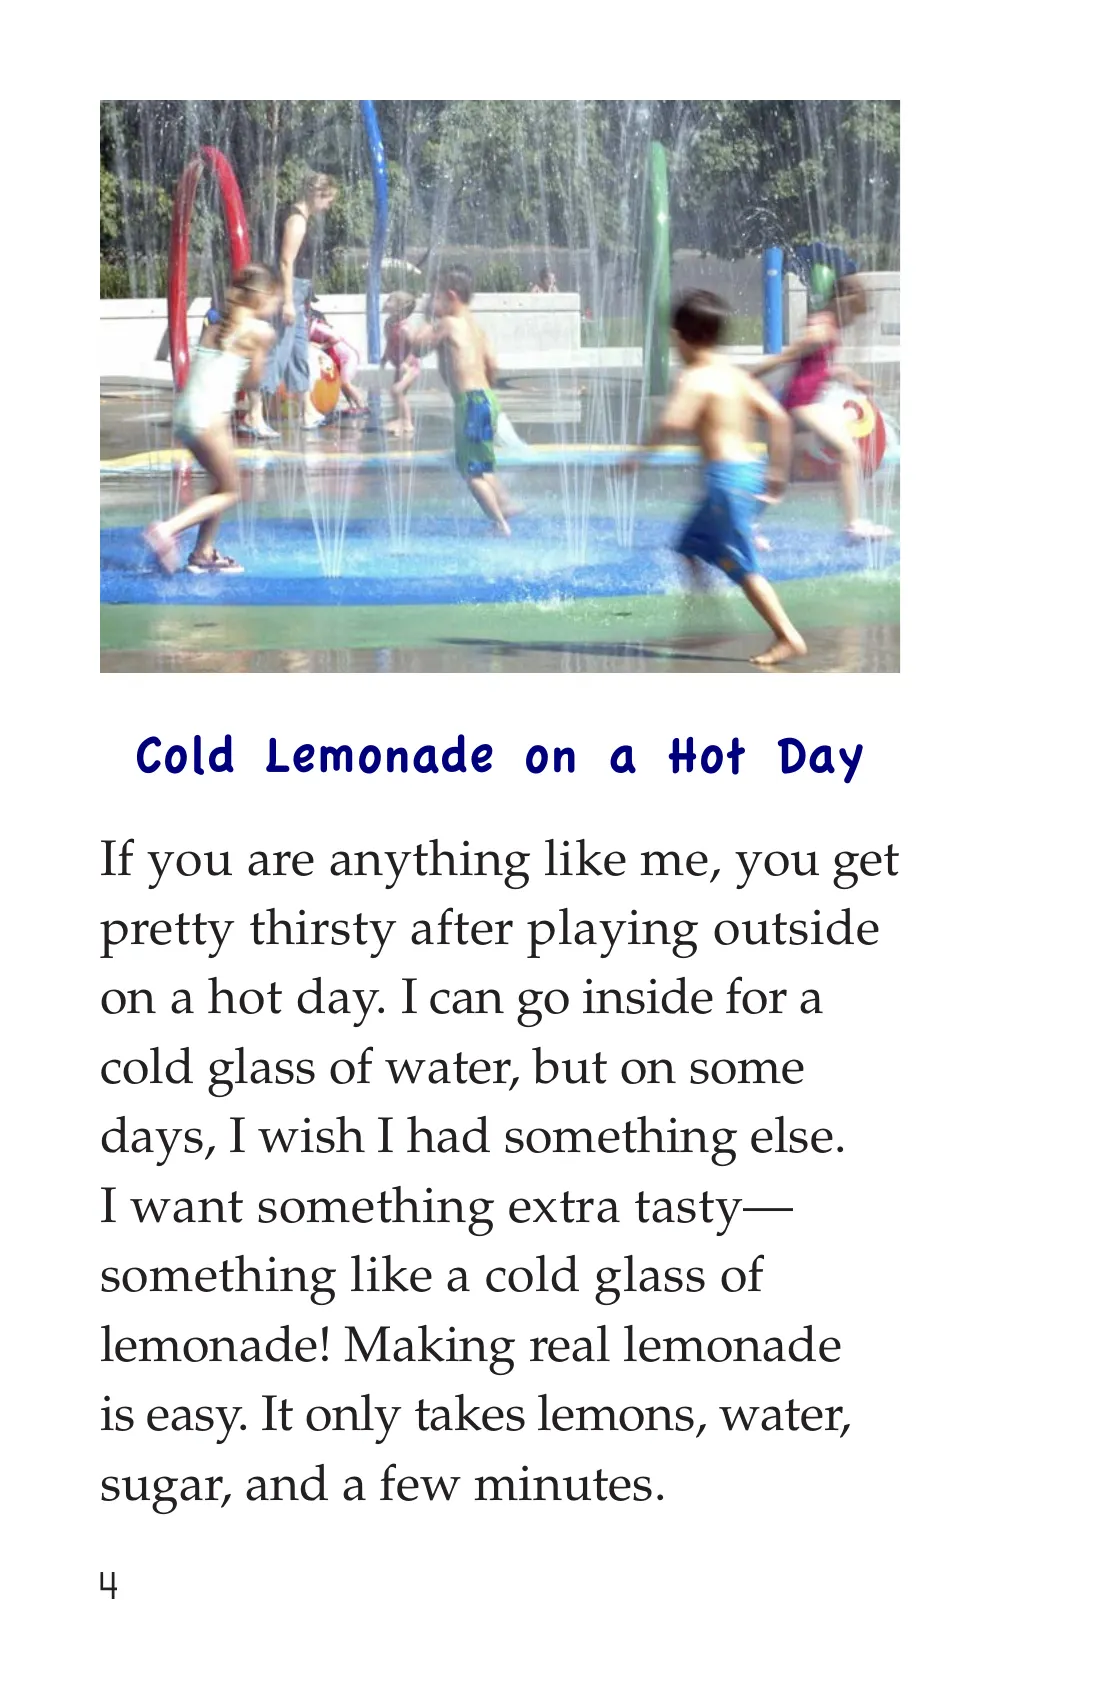 Cold Lemonade on a Hot Day
If you are anything like me, you get
pretty thirsty after playing outside
on a hot day. I can go inside for a
cold glass of water, but on some
days, I wish I had something else.
I want something extra tasty—
something like a cold glass of
lemonade! Making real lemonade
is easy. It only takes lemons, water,
sugar, and a few minutes.
4